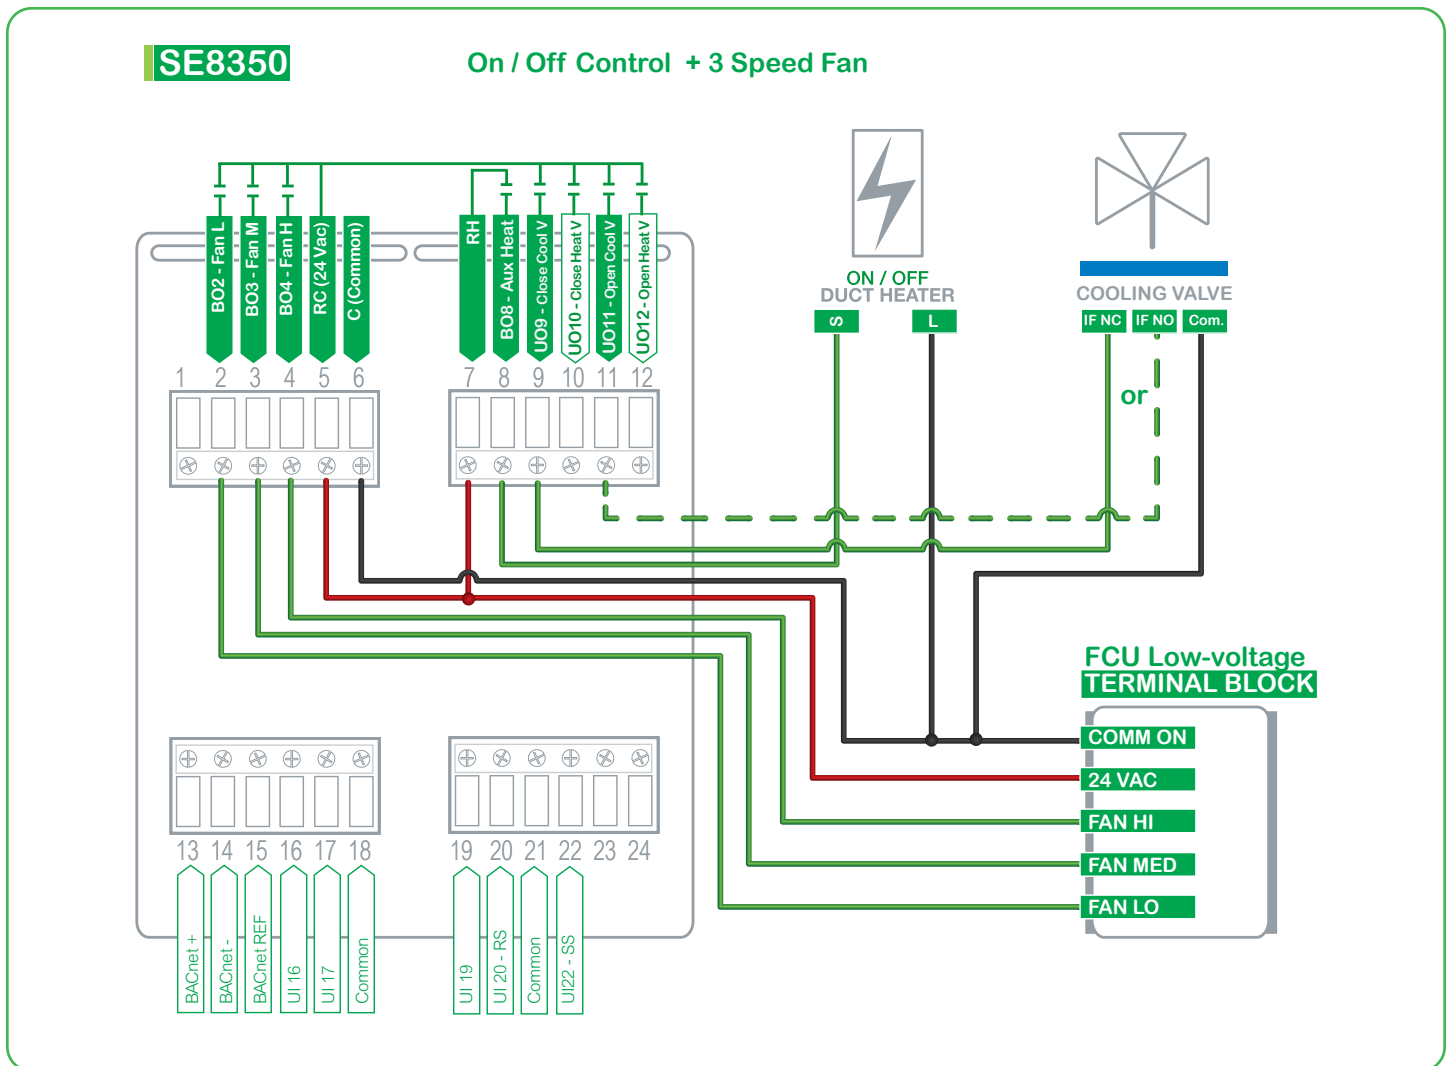 SE8350
On / Off Control + 3 Speed Fan
BO2 - Fan L
BO3 - Fan M
BO4 - Fan H
RC (24 Vac)
C (Common)
RH
BO8 - Aux Heat
UO9 - Close Cool V
UO10 - Close Heat V
UO11 - Open Cool V
UO12 - Open Heat V
ON / OFF
DUCT HEATER
S
L
COOLING VALVE
IF NC
IF NO
Com.
or
1 2 3 4 5 6
7 8 9 10 11 12
FCU Low-voltage
TERMINAL BLOCK
COMM ON
24 VAC
FAN HI
FAN MED
FAN LO
13 14 15 16 17 18
19 20 21 22 23 24
BACnet +
BACnet -
BACnet REF
UI 16
UI 17
Common
UI 19
UI 20 - RS
Common
UI22 - SS